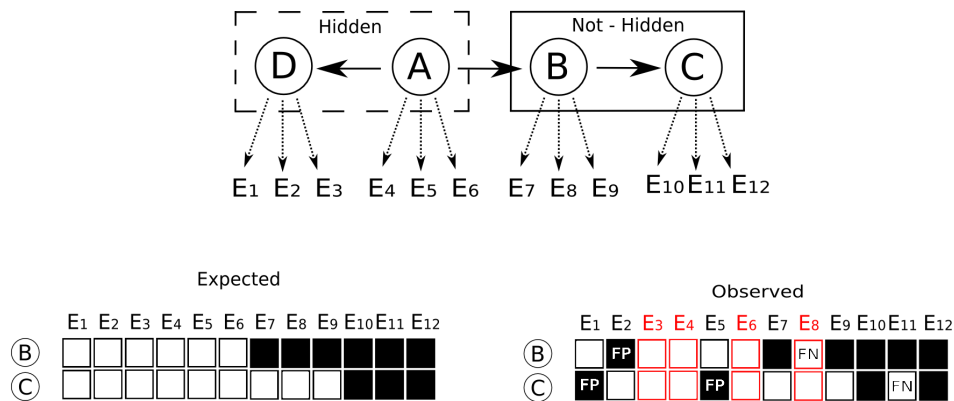 Hidden
Not - Hidden
D A B C
E1 E2 E3 E4 E5 E6 E7 E8 E9 E10 E11 E12
Expected
Observed
E1 E2 E3 E4 E5 E6 E7 E8 E9 E10 E11 E12
E1 E2 E3 E4 E5 E6 E7 E8 E9 E10 E11 E12
B
B FP FN
C
C FP FP FN